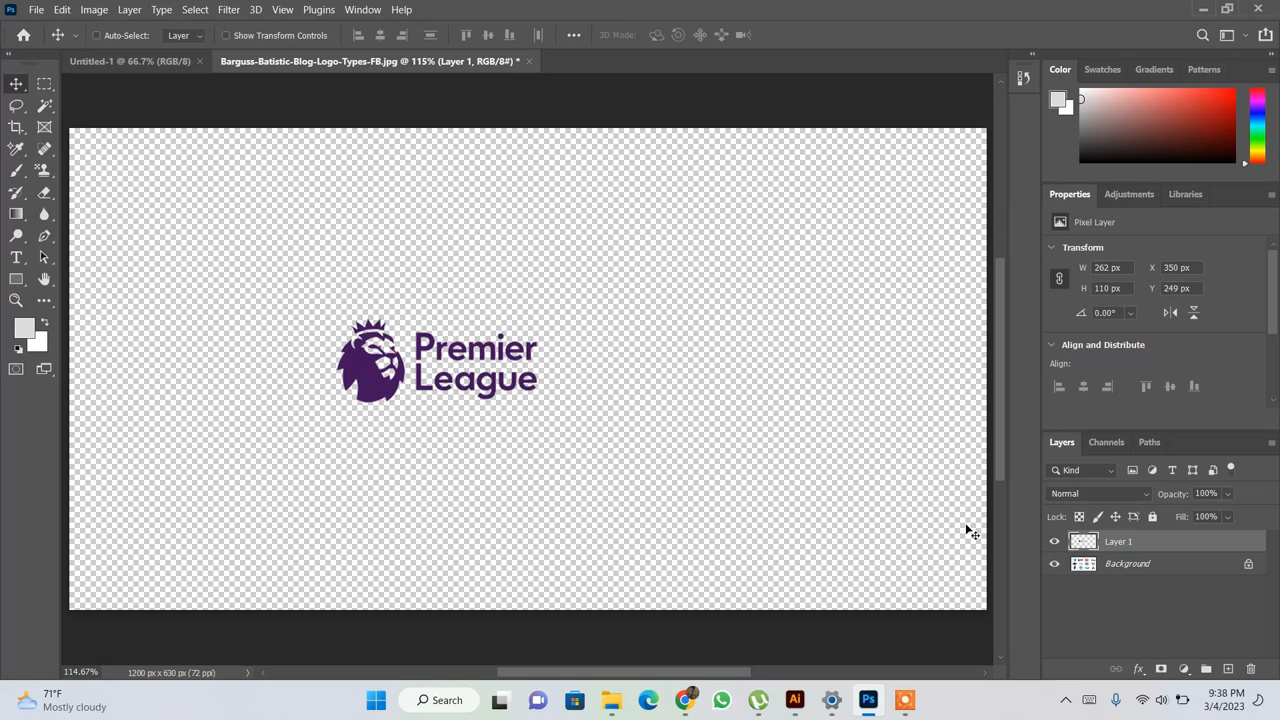 Ps File Edit Image Layer Type Select Filter 3D View Plugins Window Help
Auto-Select: Layer Show Transform Controls 3D Mode:
Untitled-1 @ 66.7% (RGB/8) Barguss-Batistic-Blog-Logo-Types-FB.jpg @ 115% (Layer 1, RGB/8#) *
Color Swatches Gradients Patterns
Properties Adjustments Libraries
Pixel Layer
Transform
W 262 px X 350 px
H 110 px Y 249 px
0.00°
Align and Distribute
Align:
Premier
League
Layers Channels Paths
Kind
Normal Opacity: 100%
Lock: Fill: 100%
Layer 1
Background
114.67% 1200 px x 630 px (72 ppi)
71°F
Mostly cloudy
Search
Ai
Ps
9:38 PM
3/4/2023